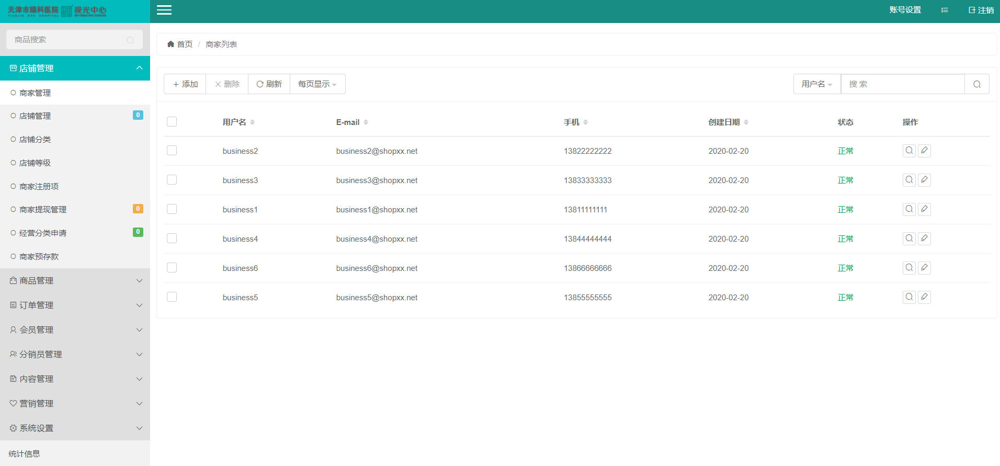 天津市眼科医院 视光中心
TIANJIN EYE HOSPITAL OPTOMETRIC CENTER
账号设置 注销
商品搜索
首页 / 商家列表
店铺管理
商家管理
店铺管理 0
店铺分类
店铺等级
商家注册项
商家提现管理 0
经营分类申请 0
商家预存款
商品管理
订单管理
会员管理
分销员管理
内容管理
营销管理
系统设置
统计信息
添加 删除 刷新 每页显示 用户名 搜 索
用户名 E-mail 手机 创建日期 状态 操作
business2 business2@shopxx.net 13822222222 2020-02-20 正常
business3 business3@shopxx.net 13833333333 2020-02-20 正常
business1 business1@shopxx.net 13811111111 2020-02-20 正常
business4 business4@shopxx.net 13844444444 2020-02-20 正常
business6 business6@shopxx.net 13866666666 2020-02-20 正常
business5 business5@shopxx.net 13855555555 2020-02-20 正常